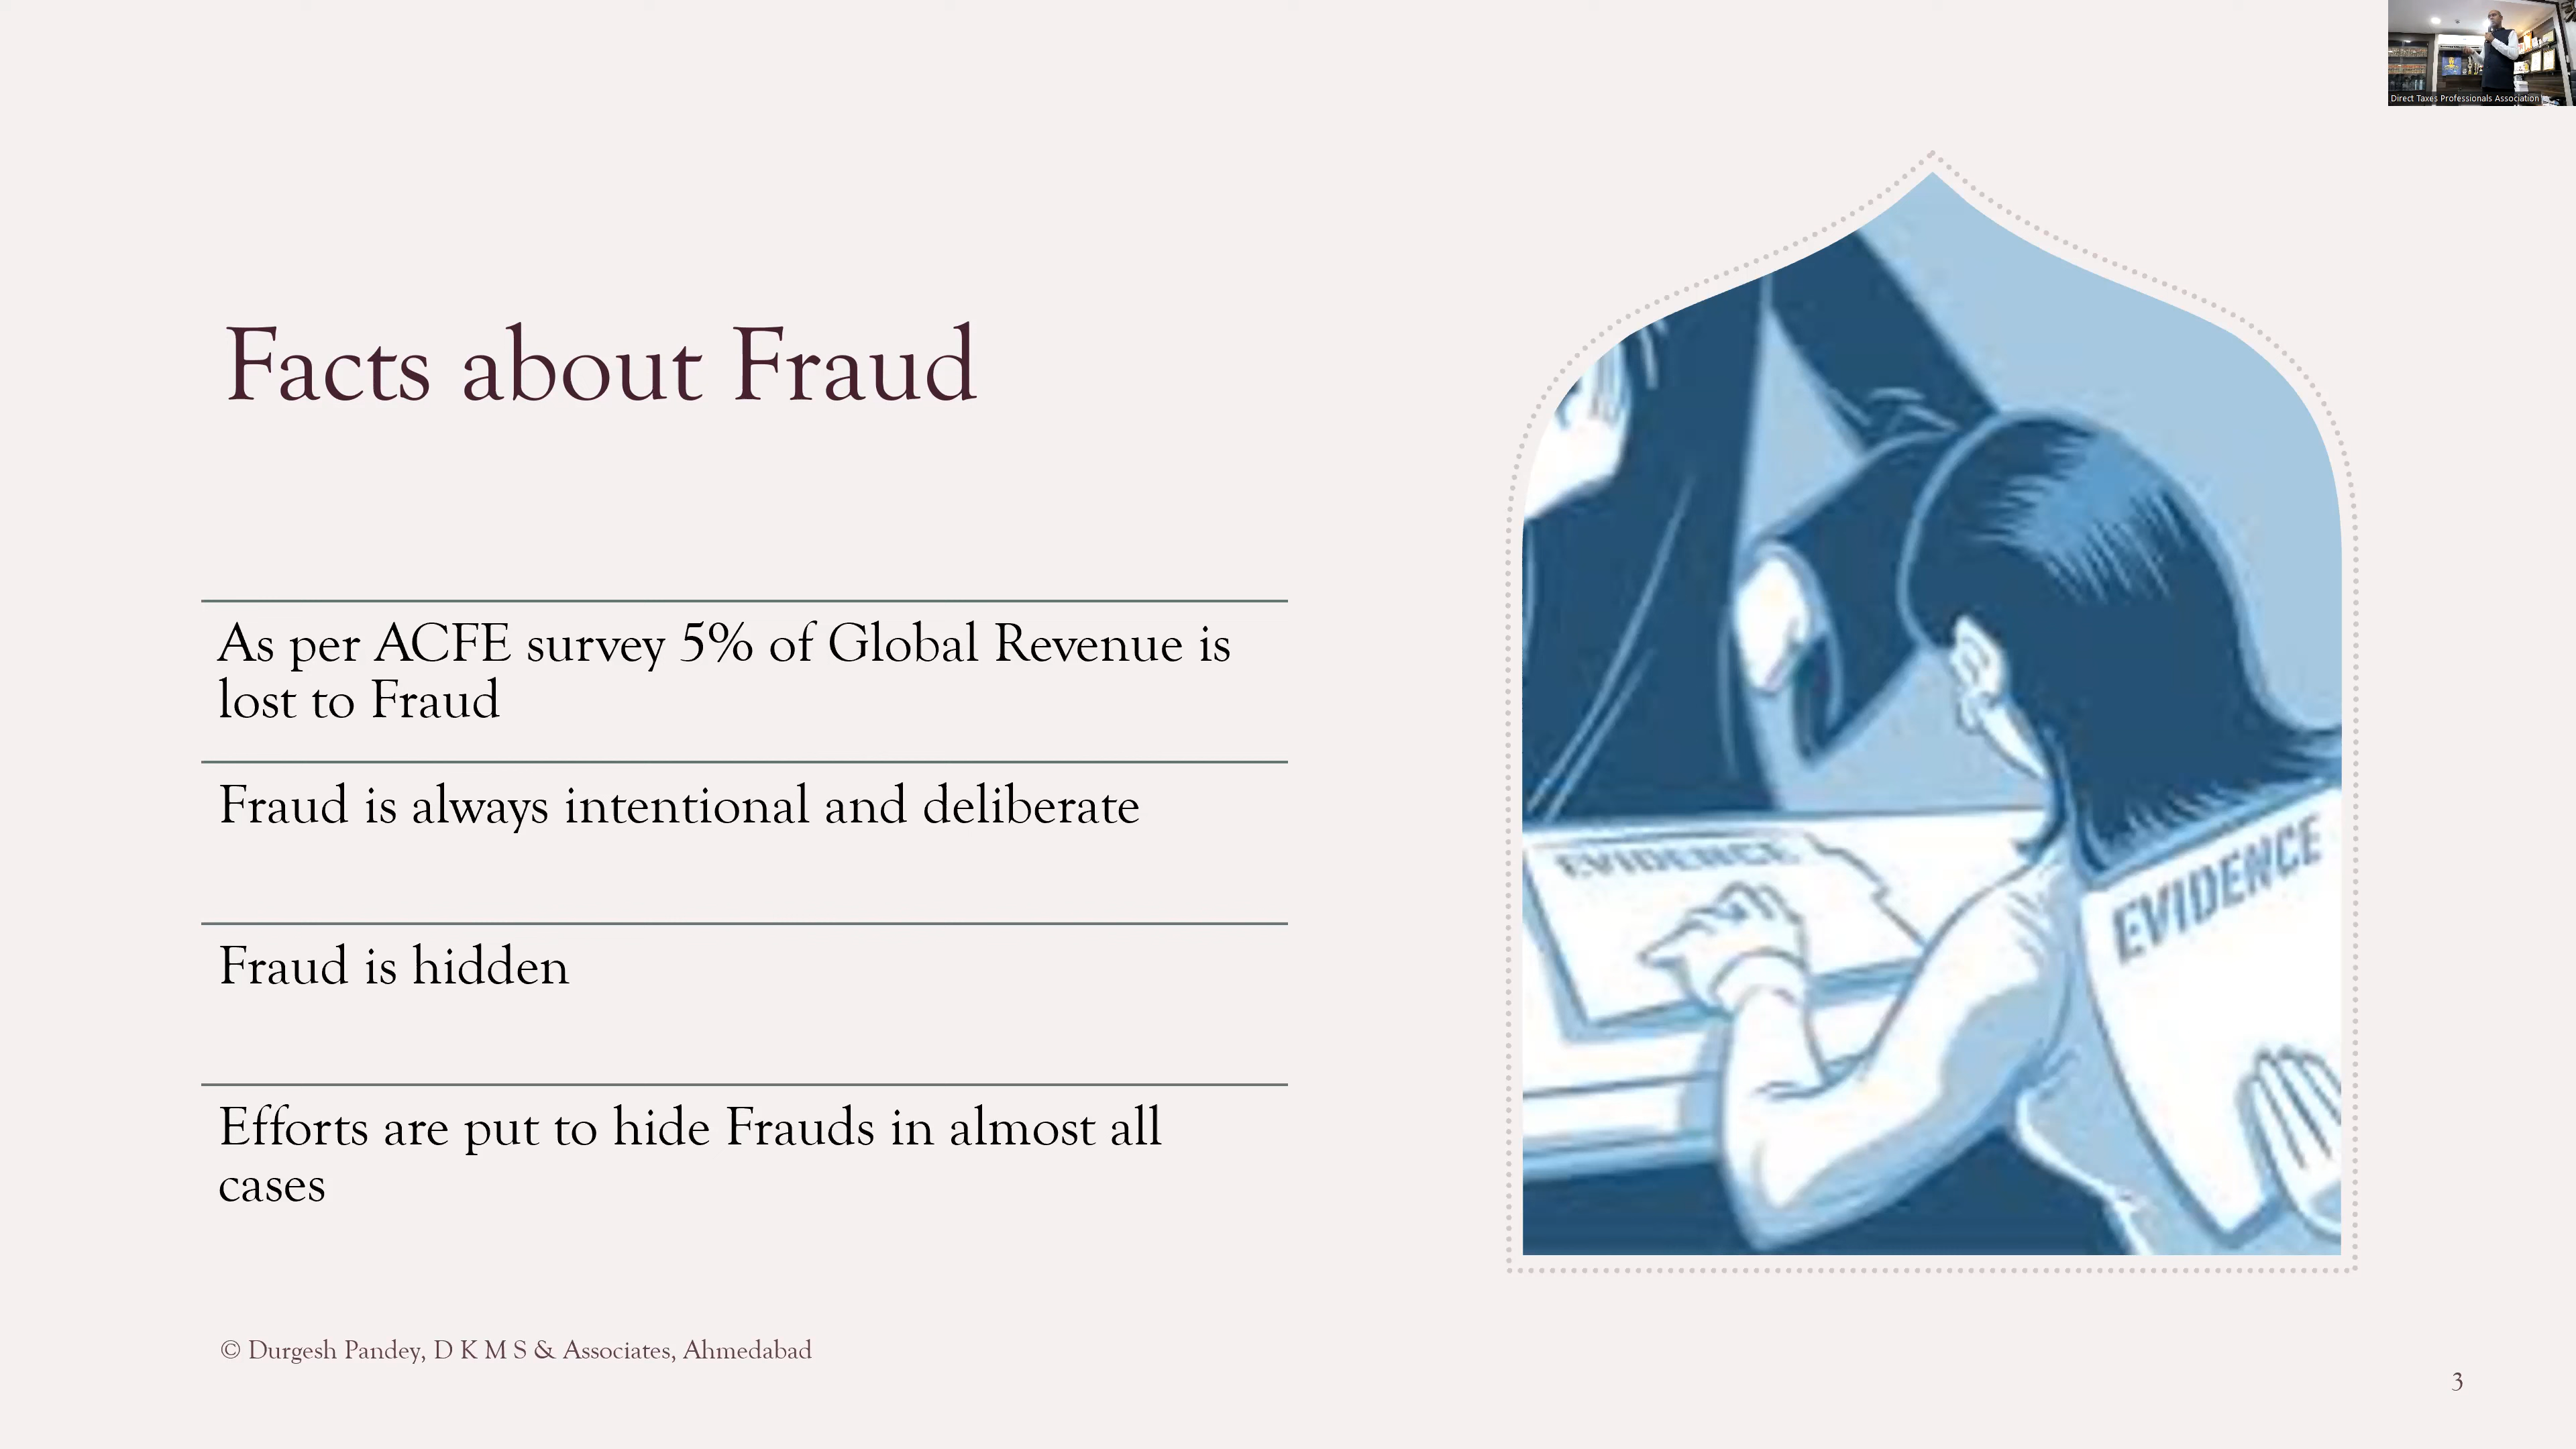 Direct Taxes Professionals Association
Facts about Fraud
As per ACFE survey 5% of Global Revenue is
lost to Fraud
Fraud is always intentional and deliberate
Fraud is hidden
Efforts are put to hide Frauds in almost all
cases
EVIDENCE
EVIDENCE
© Durgesh Pandey, D K M S & Associates, Ahmedabad
3